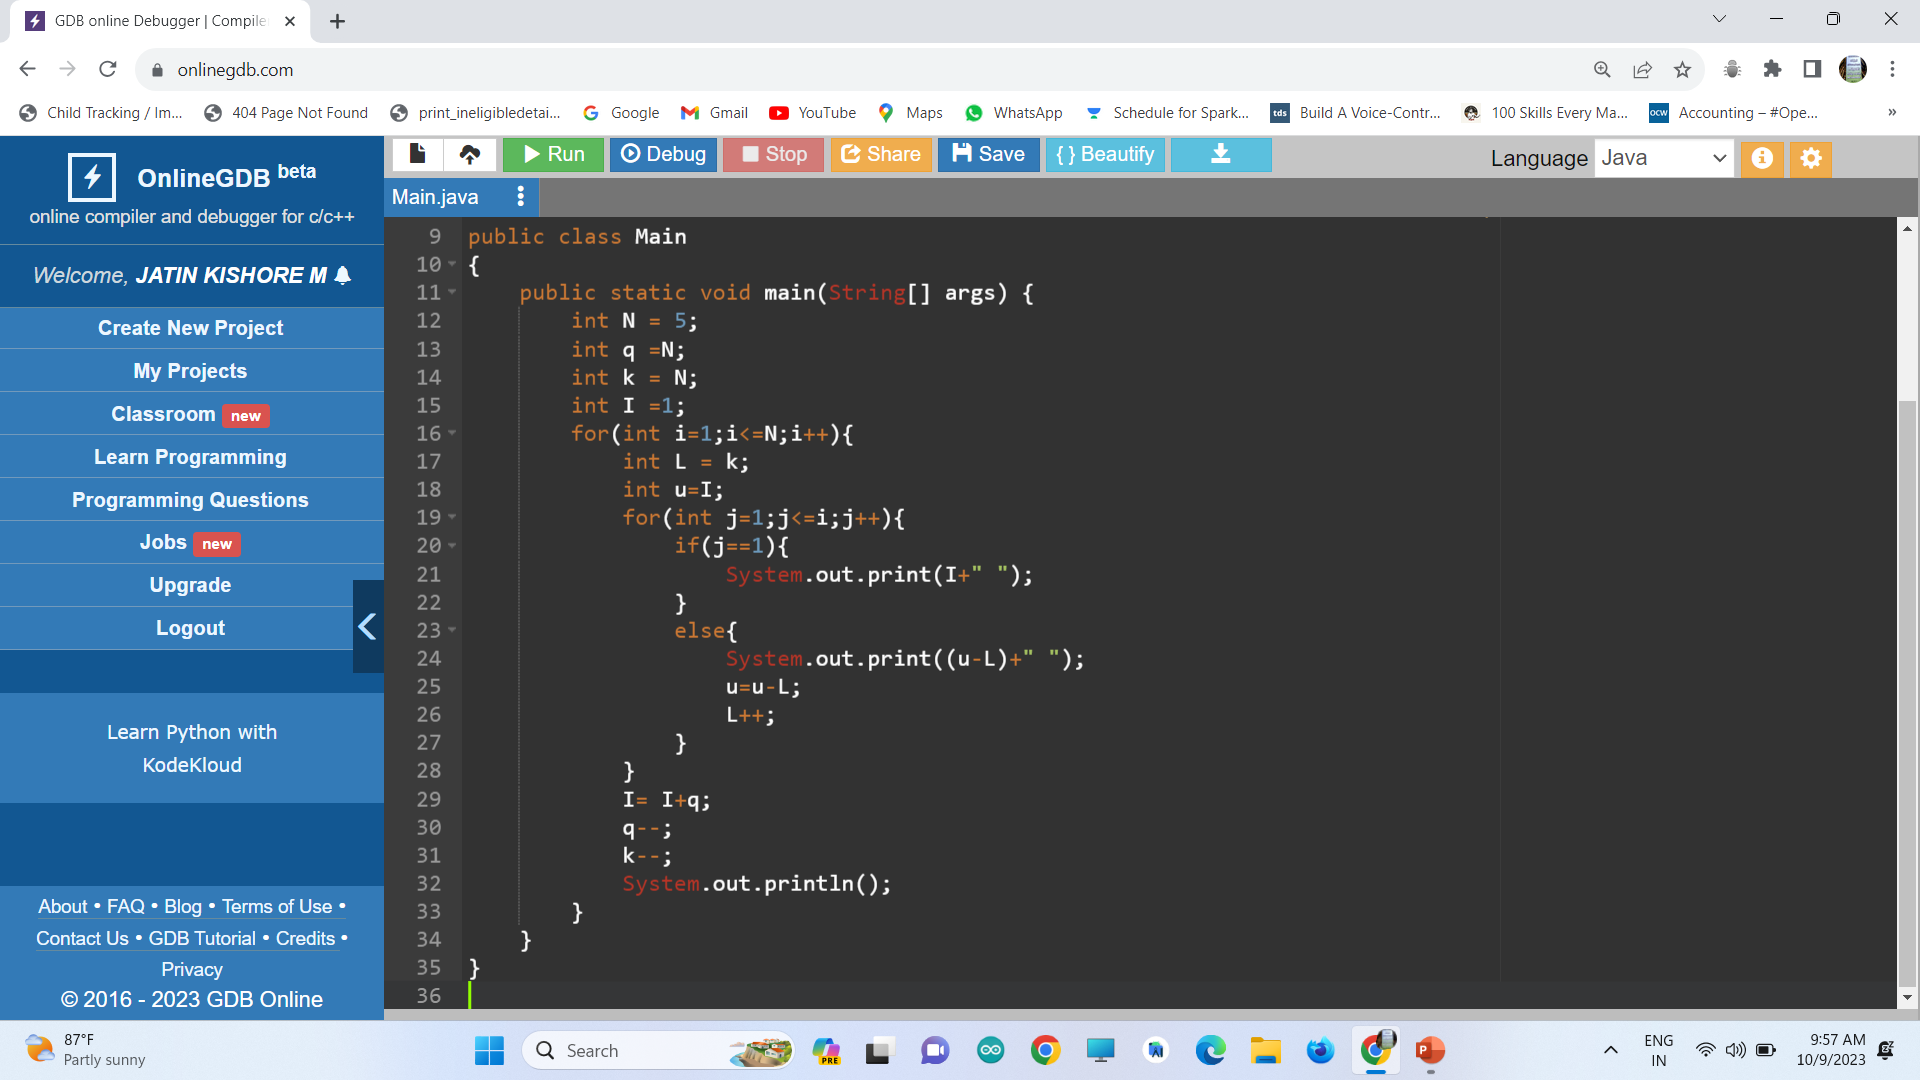 GDB online Debugger | Compile
onlinegdb.com
Child Tracking / Im...
404 Page Not Found
print_ineligibledetai...
Google
Gmail
YouTube
Maps
WhatsApp
Schedule for Spark...
tds
Build A Voice-Contr...
100 Skills Every Ma...
OCW
Accounting – #Ope...
»
OnlineGDB beta
online compiler and debugger for c/c++
Welcome, JATIN KISHORE M
Create New Project
My Projects
Classroom new
Learn Programming
Programming Questions
Jobs new
Upgrade
Logout
Learn Python with
KodeKloud
About • FAQ • Blog • Terms of Use •
Contact Us • GDB Tutorial • Credits •
Privacy
© 2016 - 2023 GDB Online
Run
Debug
Stop
Share
Save
{ } Beautify
Language
Java
Main.java
9 public class Main
10 {
11 public static void main(String[] args) {
12 int N = 5;
13 int q =N;
14 int k = N;
15 int I =1;
16 for(int i=1;i<=N;i++){
17 int L = k;
18 int u=I;
19 for(int j=1;j<=i;j++){
20 if(j==1){
21 System.out.print(I+" ");
22 }
23 else{
24 System.out.print((u-L)+" ");
25 u=u-L;
26 L++;
27 }
28 }
29 I= I+q;
30 q--;
31 k--;
32 System.out.println();
33 }
34 }
35 }
36
87°F
Partly sunny
Search
PRE
ENG
IN
9:57 AM
10/9/2023